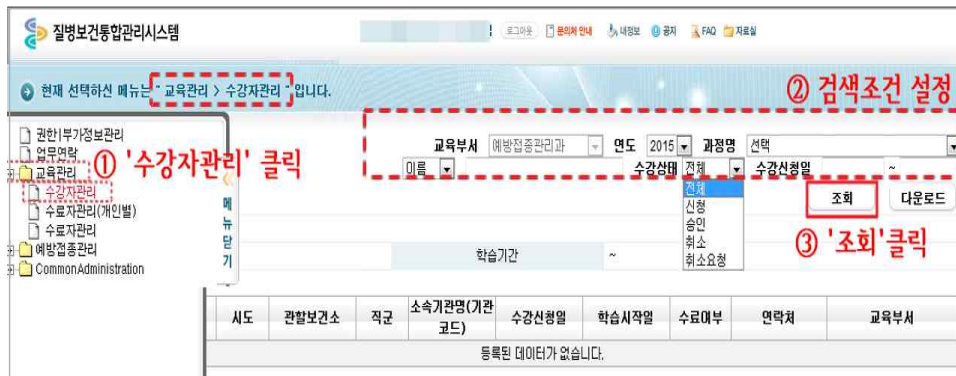 질병보건통합관리시스템
로그아웃 문의처 안내 내정보 공지 FAQ 자료실
현재 선택하신 메뉴는 " 교육관리 > 수강자관리 " 입니다.
② 검색조건 설정
권한|부가정보관리
업무연락
교육관리
① '수강자관리' 클릭
수강자관리
수료자관리(개인별)
수료자관리
예방접종관리
CommonAdministration
메뉴닫기
교육부서 예방접종관리과 연도 2015 과정명 선택
이름 수강상태 전체 수강신청일 ~
전체
신청
승인
취소
취소요청
조회 다운로드
③ '조회'클릭
학습기간 ~
시도 관할보건소 직군 소속기관명(기관코드) 수강신청일 학습시작일 수료여부 연락처 교육부서
등록된 데이터가 없습니다.